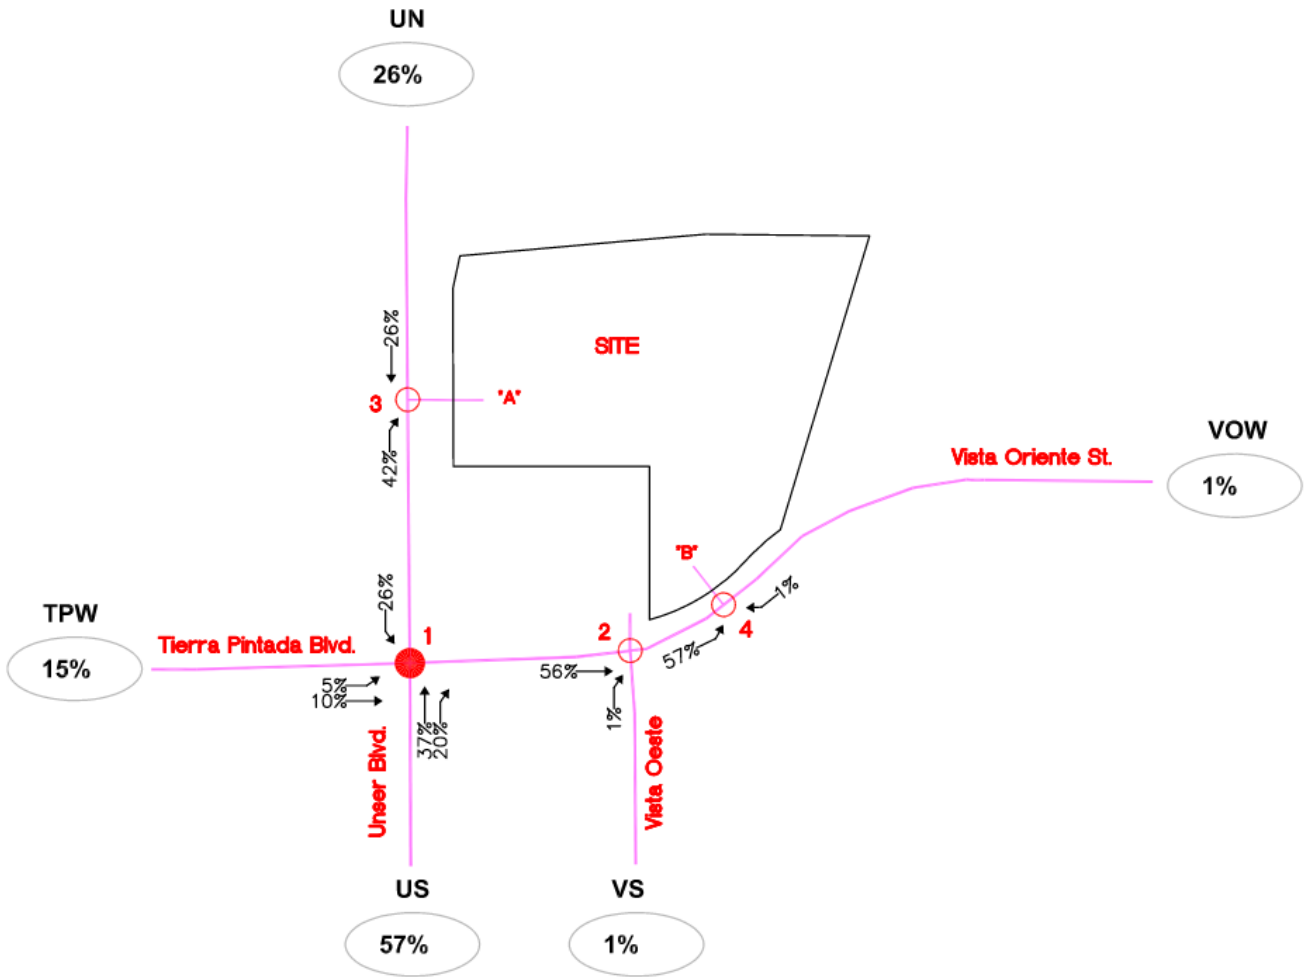 UN
26%
26%
SITE
3
"A"
42%
VOW
Vista Oriente St.
1%
"B"
26%
1%
TPW
Tierra Pintada Blvd.
1
2
4
15%
57%
56%
5%
10%
1%
37%
20%
Unser Blvd.
Vista Oeste
US
VS
57%
1%